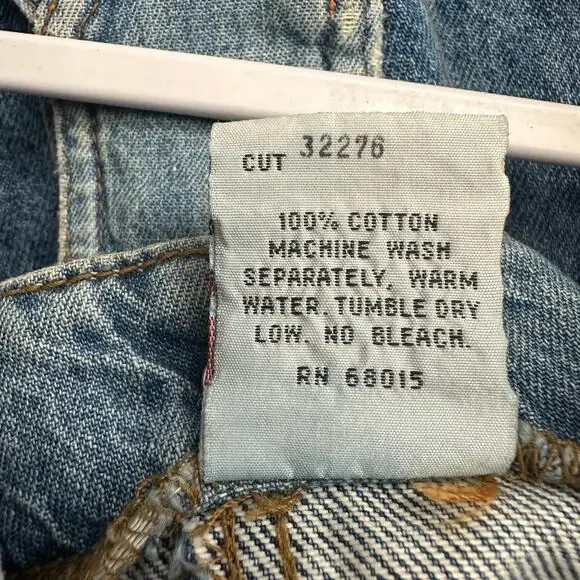 CUT 32276
100% COTTON
MACHINE WASH
SEPARATELY. WARM
WATER. TUMBLE DRY
LOW. NO BLEACH.
RN 68015